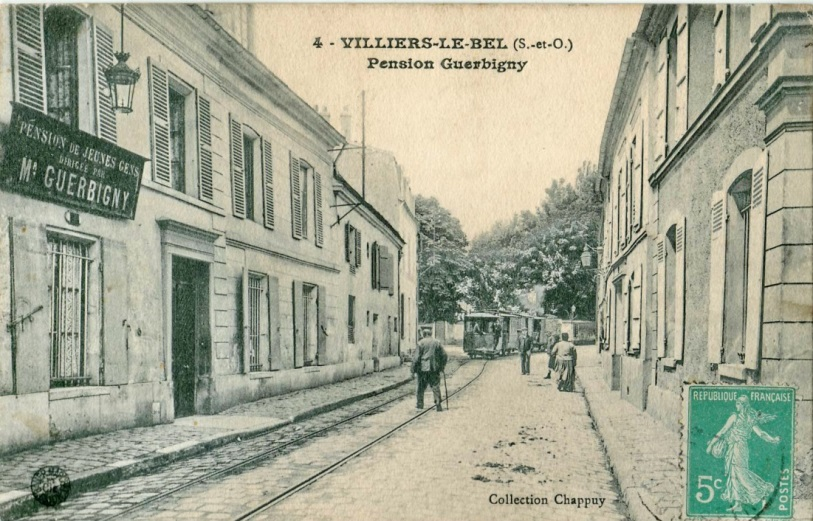 4 - VILLIERS-LE-BEL (S.-et-O.)
Pension Guerbigny
PENSION DE JEUNES GENS
DIRIGÉE PAR
Mr GUERBIGNY
Collection Chappuy
REPUBLIQUE FRANÇAISE
5c
POSTES